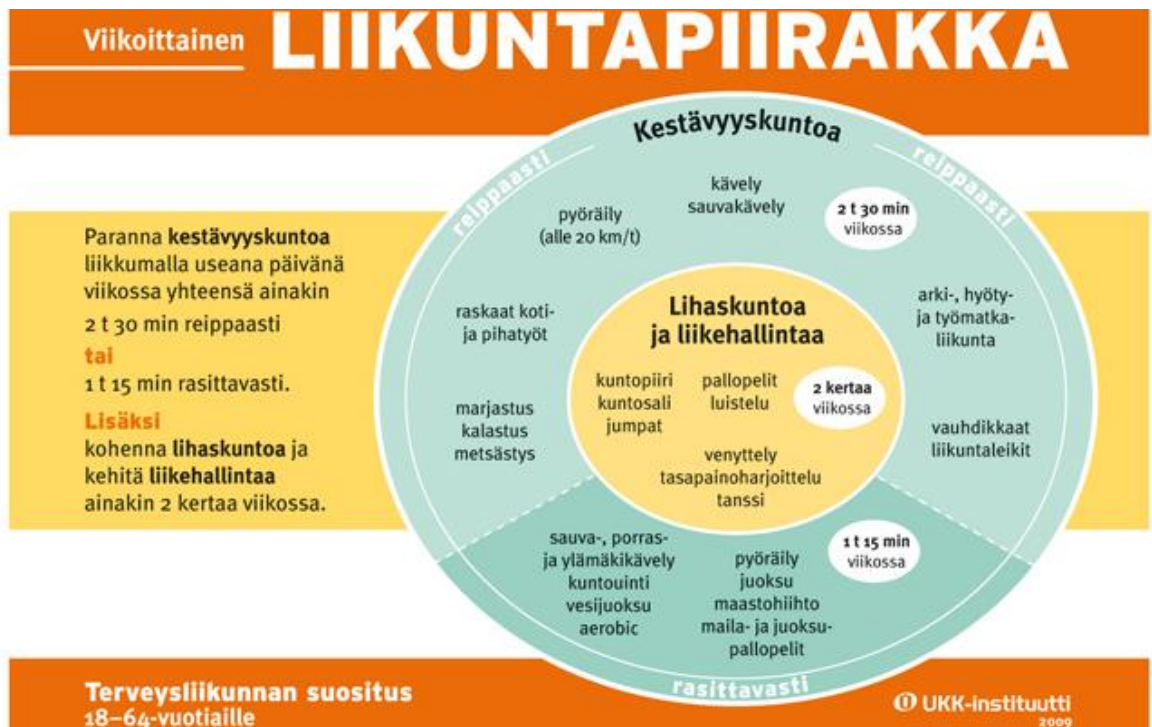 Viikoittainen LIIKUNTAPIIRAKKA
Paranna kestävyyskuntoa
liikkumalla useana päivänä
viikossa yhteensä ainakin
2 t 30 min reippaasti
tai
1 t 15 min rasittavasti.
Lisäksi
kohenna lihaskuntoa ja
kehitä liikehallintaa
ainakin 2 kertaa viikossa.
Kestävyyskuntoa
reippaasti
reippaasti
kävely
sauvakävely
2 t 30 min
viikossa
pyöräily
(alle 20 km/t)
raskaat koti-
ja pihatyöt
arki-, hyöty-
ja työmatka-
liikunta
marjastus
kalastus
metsästys
vauhdikkaat
liikuntaleikit
Lihaskuntoa
ja liikehallintaa
kuntopiiri
kuntosali
jumpat
pallopelit
luistelu
2 kertaa
viikossa
venyttely
tasapainoharjoittelu
tanssi
sauva-, porras-
ja ylämäkikävely
kuntouinti
vesijuoksu
aerobic
pyöräily
juoksu
maastohiihto
maila- ja juoksu-
pallopelit
1 t 15 min
viikossa
rasittavasti
Terveysliikunnan suositus
18–64-vuotiaille
UKK-instituutti
2009